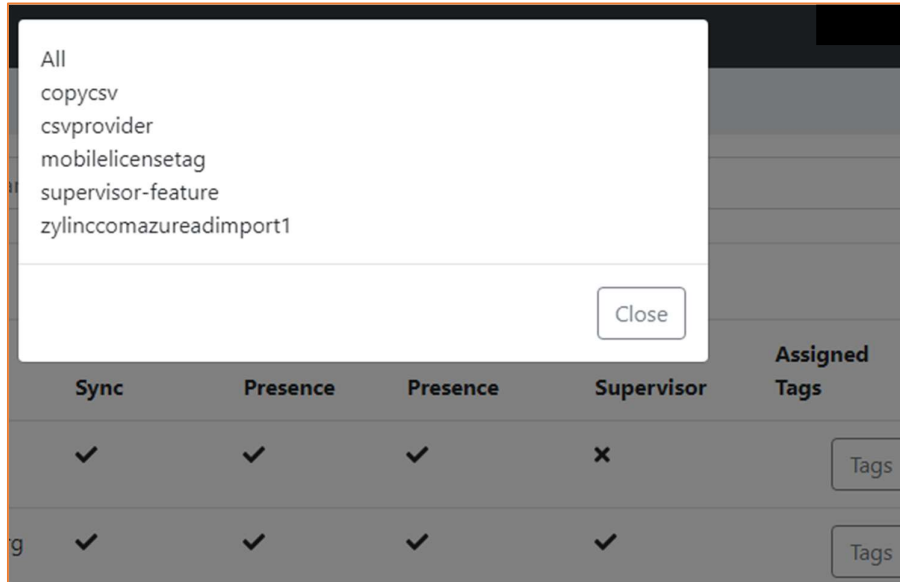 All
copycsv
csvprovider
mobilelicensetag
supervisor-feature
zylinccomazureadimport1
Close
Assigned
Sync Presence Presence Supervisor Tags
Tags
Tags